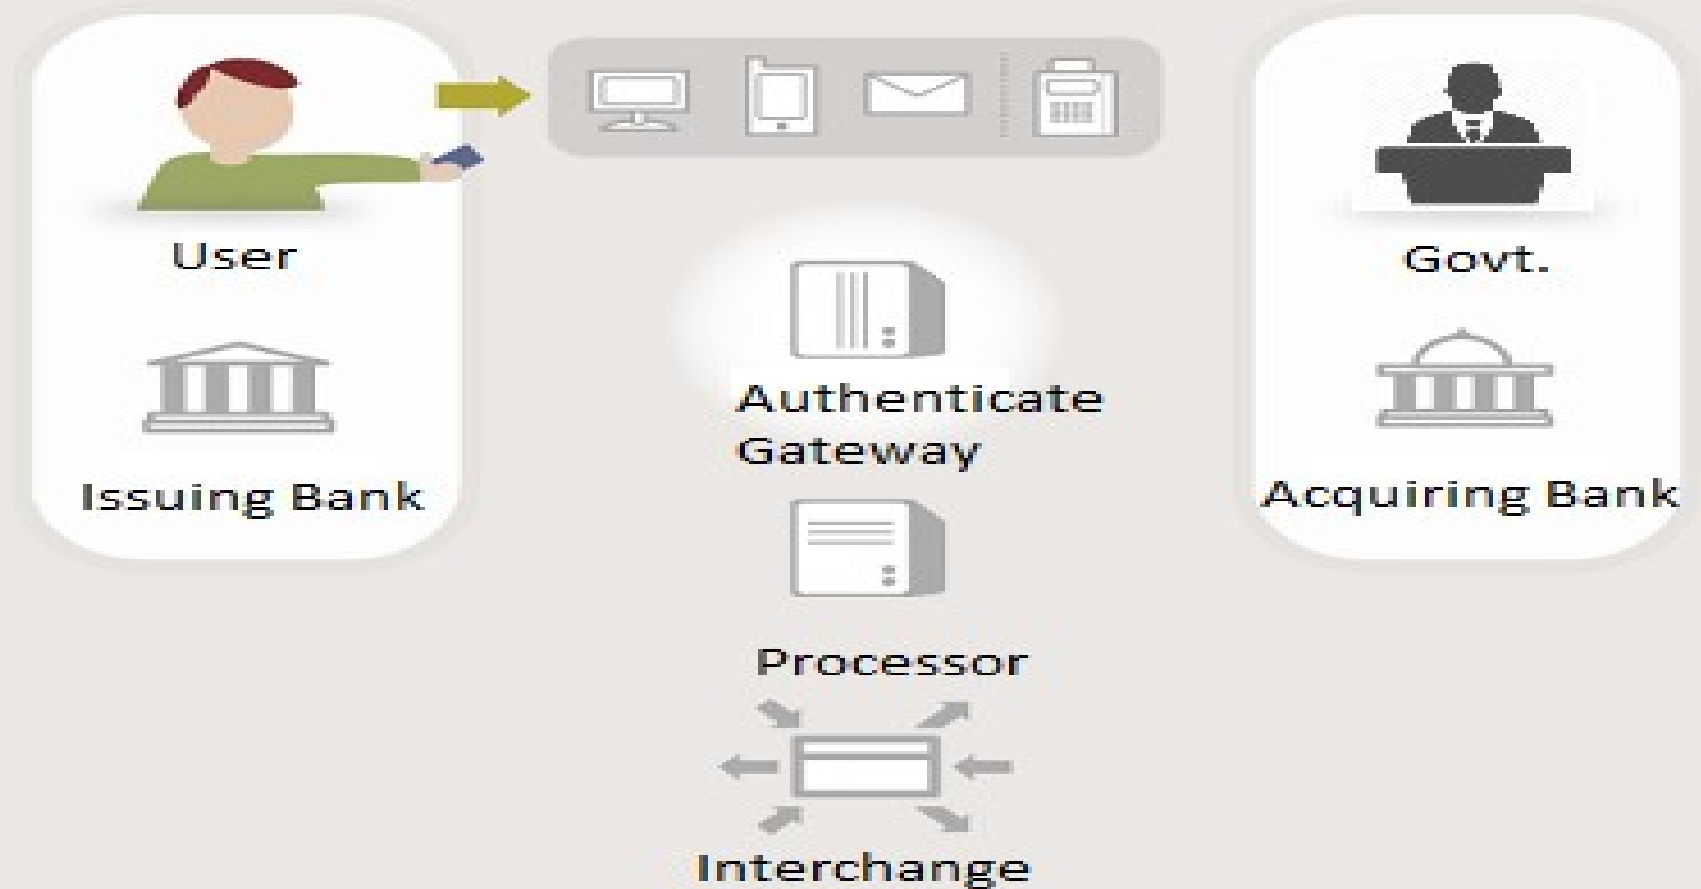 User
Issuing Bank
Authenticate
Gateway
Processor
Interchange
Govt.
Acquiring Bank